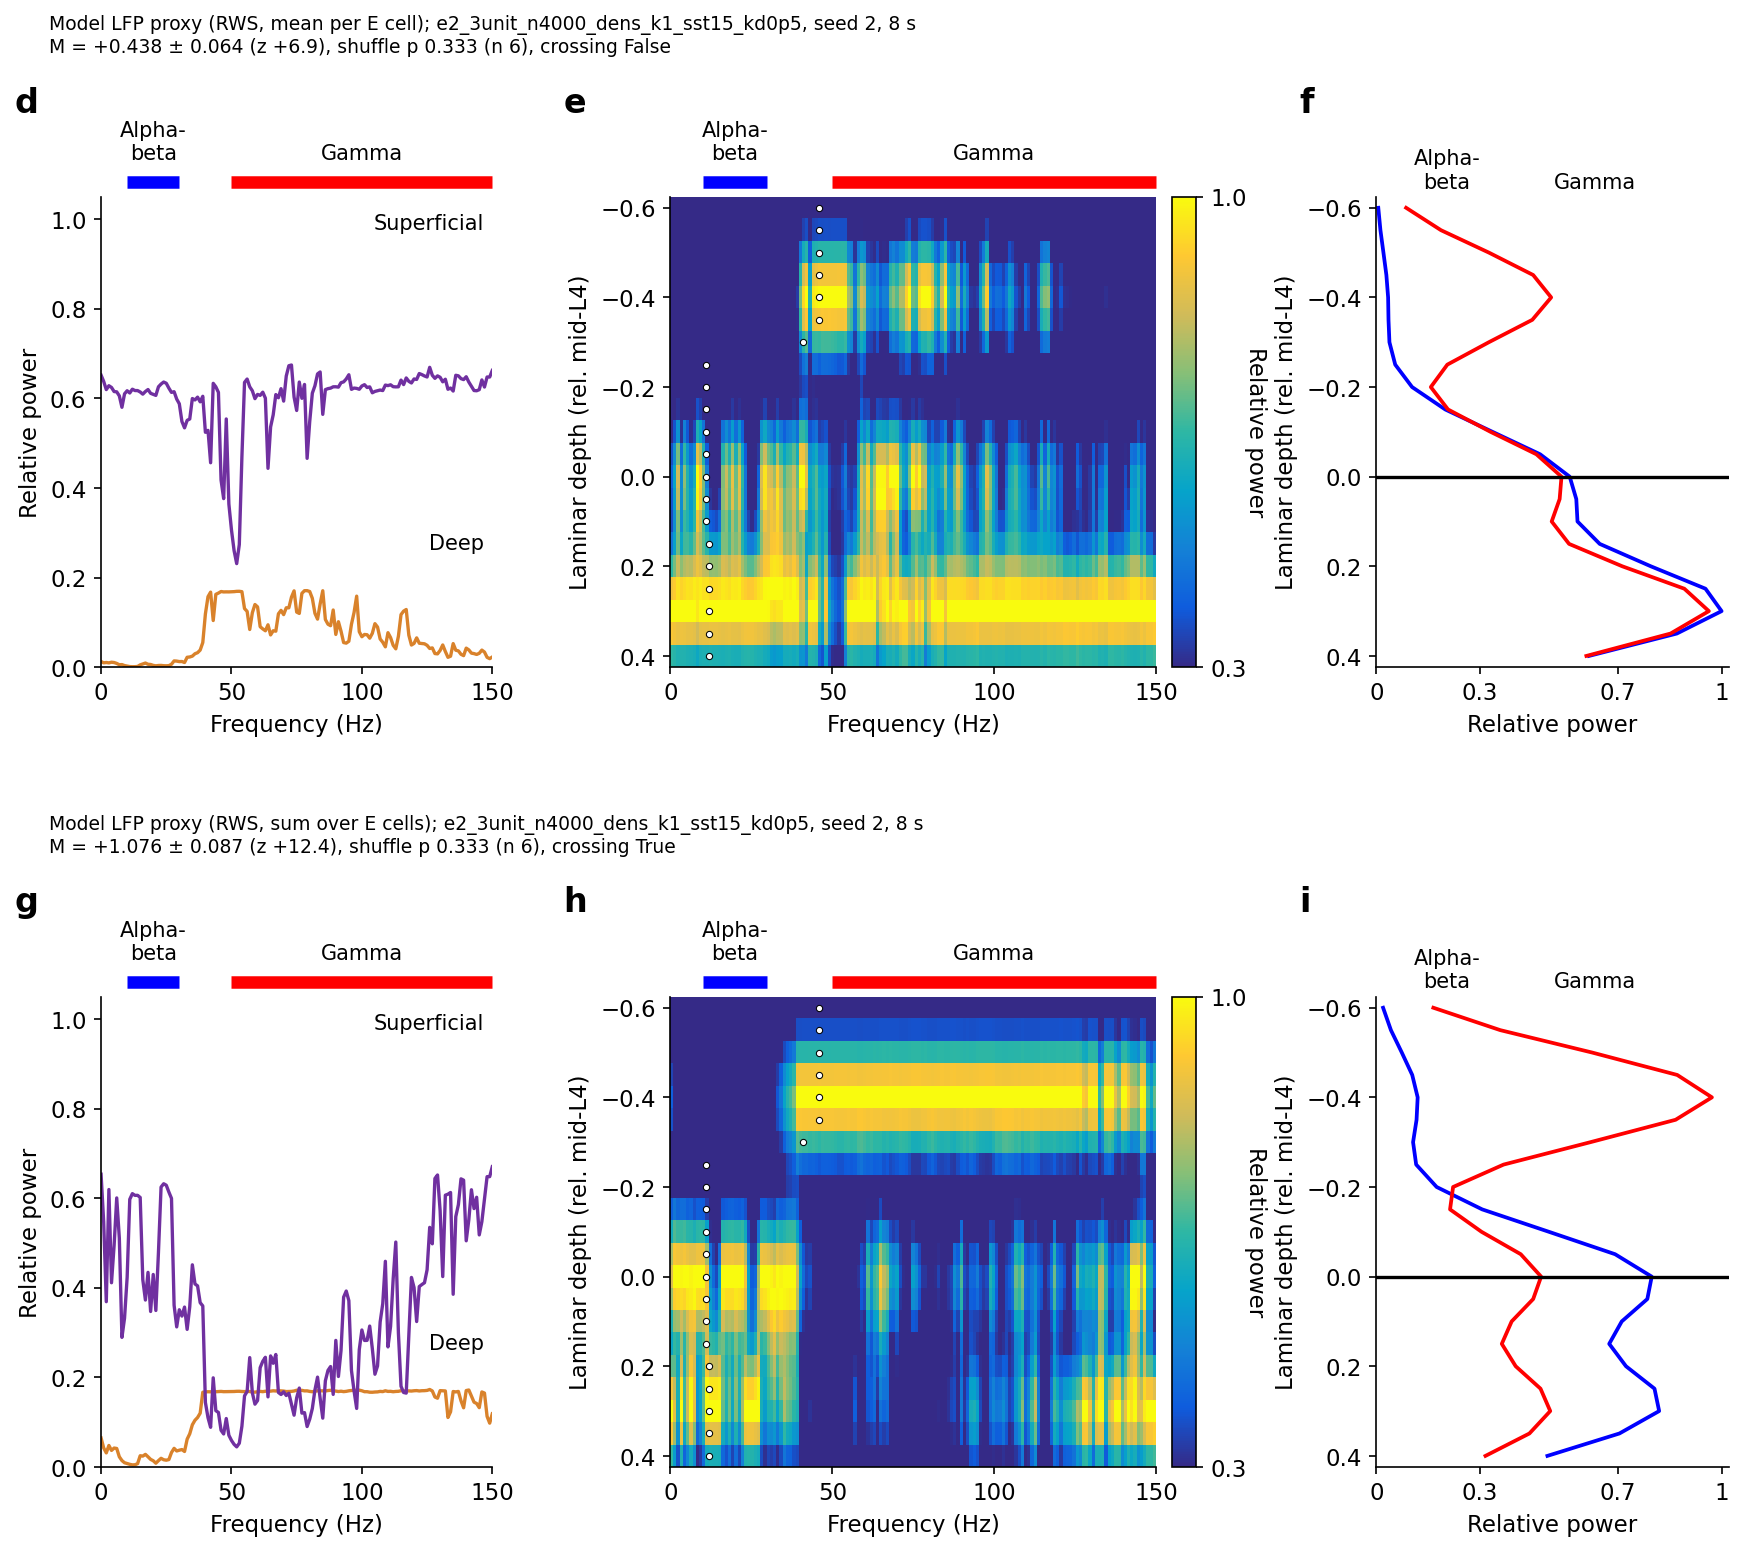 Model LFP proxy (RWS, mean per E cell); e2_3unit_n4000_dens_k1_sst15_kd0p5, seed 2, 8 s
M = +0.438 ± 0.064 (z +6.9), shuffle p 0.333 (n 6), crossing False
d
Alpha-
beta
Gamma
Superficial
Deep
1.0
0.8
0.6
0.4
0.2
0.0
0
50
100
150
Relative power
Frequency (Hz)
e
Alpha-
beta
Gamma
−0.6
−0.4
−0.2
0.0
0.2
0.4
0
50
100
150
Laminar depth (rel. mid-L4)
Frequency (Hz)
1.0
0.3
Relative power
f
Alpha-
beta
Gamma
−0.6
−0.4
−0.2
0.0
0.2
0.4
0
0.3
0.7
1
Laminar depth (rel. mid-L4)
Relative power
Model LFP proxy (RWS, sum over E cells); e2_3unit_n4000_dens_k1_sst15_kd0p5, seed 2, 8 s
M = +1.076 ± 0.087 (z +12.4), shuffle p 0.333 (n 6), crossing True
g
Alpha-
beta
Gamma
Superficial
Deep
1.0
0.8
0.6
0.4
0.2
0.0
0
50
100
150
Relative power
Frequency (Hz)
h
Alpha-
beta
Gamma
−0.6
−0.4
−0.2
0.0
0.2
0.4
0
50
100
150
Laminar depth (rel. mid-L4)
Frequency (Hz)
1.0
0.3
Relative power
i
Alpha-
beta
Gamma
−0.6
−0.4
−0.2
0.0
0.2
0.4
0
0.3
0.7
1
Laminar depth (rel. mid-L4)
Relative power